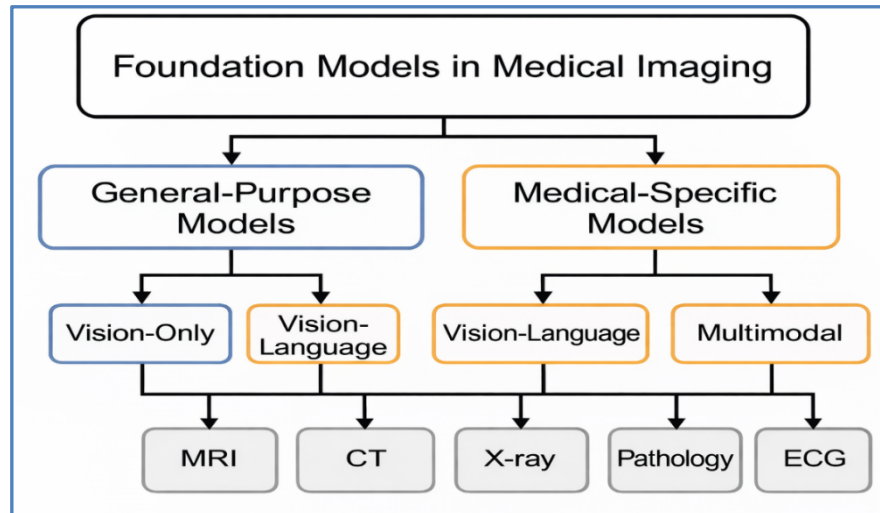 Foundation Models in Medical Imaging
General-Purpose
Models
Medical-Specific
Models
Vision-Only
Vision-
Language
Vision-Language
Multimodal
MRI
CT
X-ray
Pathology
ECG